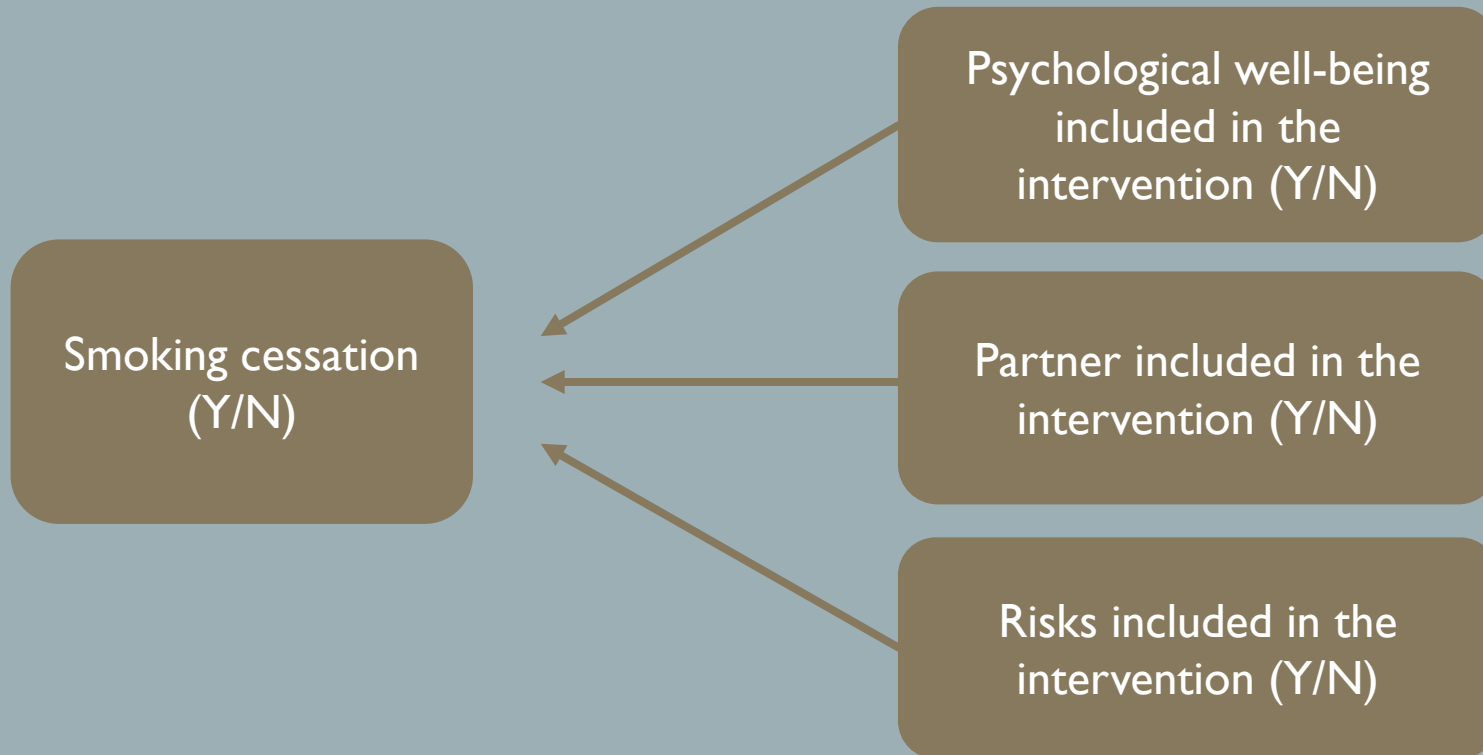 Smoking cessation
(Y/N)
Psychological well-being
included in the
intervention (Y/N)
Partner included in the
intervention (Y/N)
Risks included in the
intervention (Y/N)